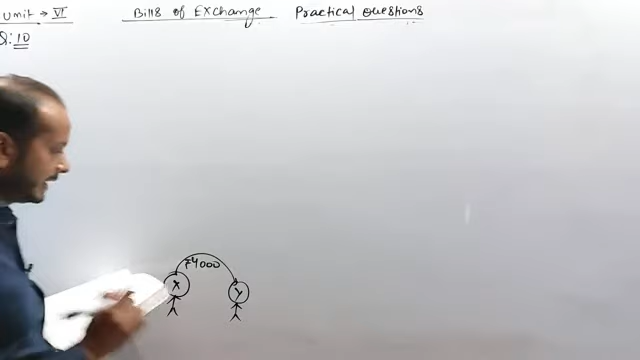 Unit → VI Bills of Exchange Practical Questions
Q:10
₹4000
X Y